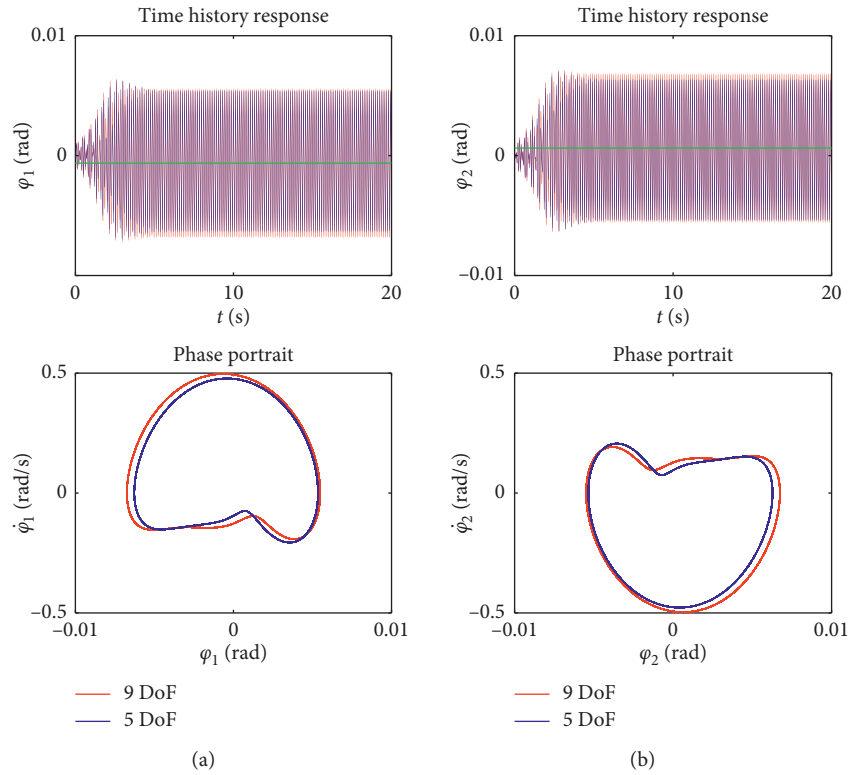 Time history response
0.01
φ1 (rad)
0
0
10
20
t (s)
Phase portrait
0.5
φ̇1 (rad/s)
0
−0.5
−0.01
0
0.01
φ1 (rad)
9 DoF
5 DoF
(a)
Time history response
0.01
φ2 (rad)
0
−0.01
0
10
20
t (s)
Phase portrait
0.5
φ̇2 (rad/s)
0
−0.5
−0.01
0
0.01
φ2 (rad)
9 DoF
5 DoF
(b)